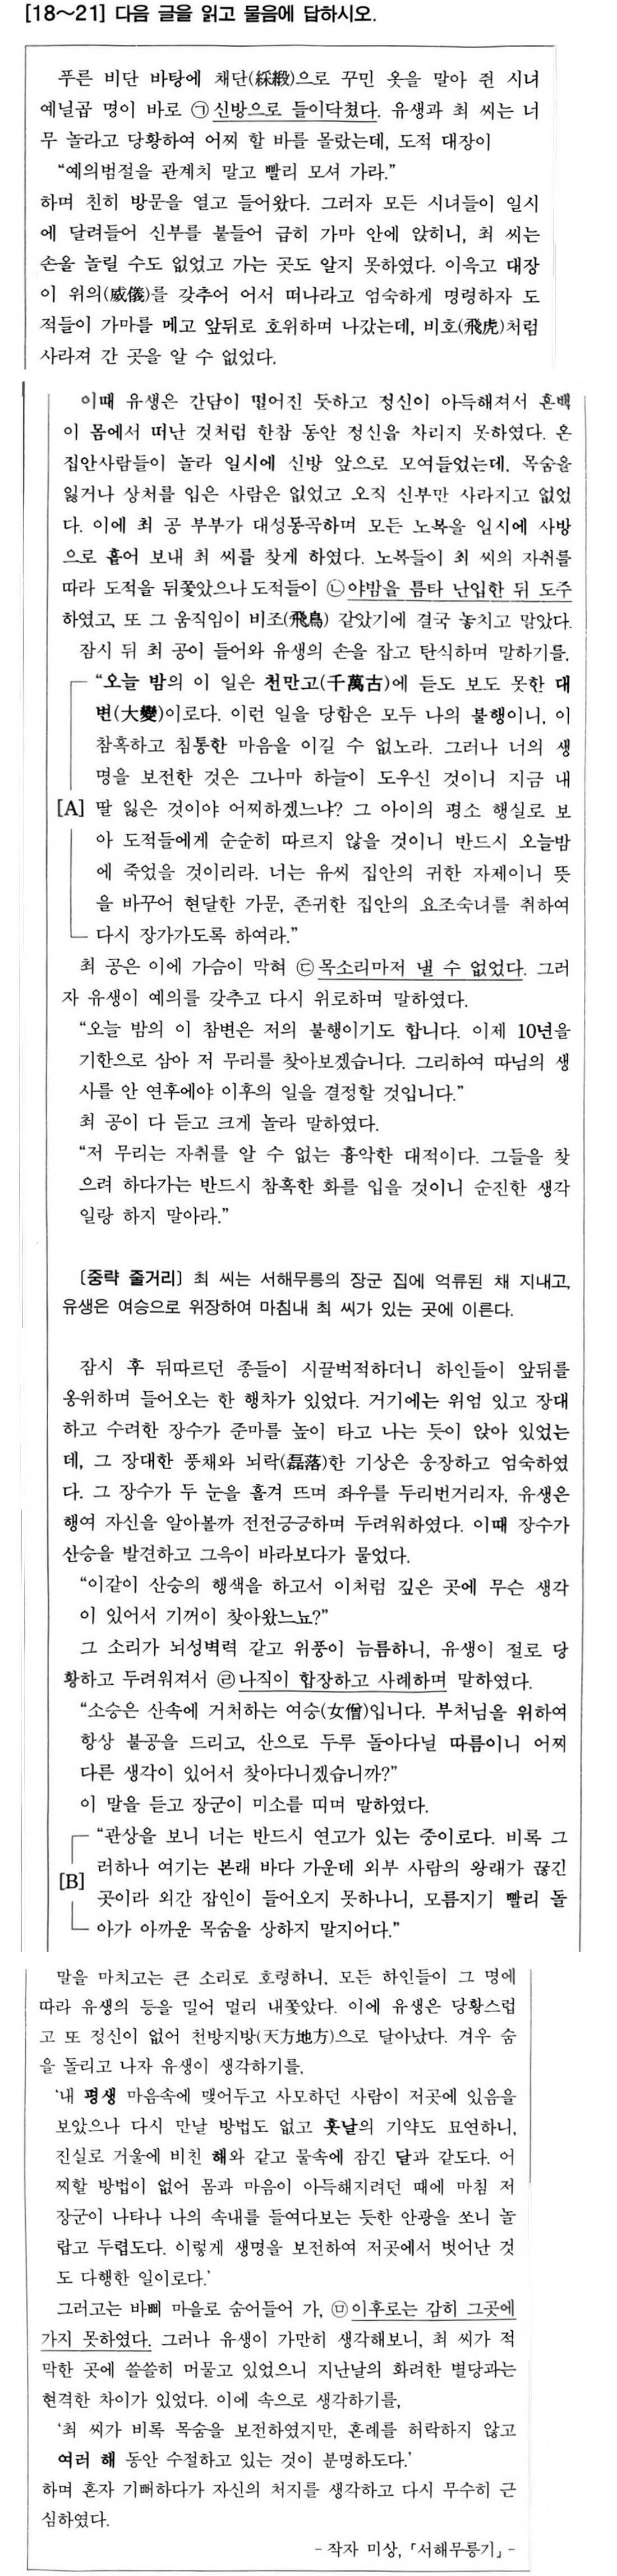 [18~21] 다음 글을 읽고 물음에 답하시오.
푸른 비단 바탕에 채단(綵緞)으로 꾸민 옷을 말아 쥔 시녀
예닐곱 명이 바로 ㉠신방으로 들이닥쳤다. 유생과 최 씨는 너
무 놀라고 당황하여 어찌 할 바를 몰랐는데, 도적 대장이
“예의범절을 관계치 말고 빨리 모셔 가라.”
하며 친히 방문을 열고 들어왔다. 그러자 모든 시녀들이 일시
에 달려들어 신부를 붙들어 급히 가마 안에 앉히니, 최 씨는
손을 놀릴 수도 없었고 가는 곳도 알지 못하였다. 이윽고 대장
이 위의(威儀)를 갖추어 어서 떠나라고 엄숙하게 명령하자 도
적들이 가마를 메고 앞뒤로 호위하며 나갔는데, 비호(飛虎)처럼
사라져 간 곳을 알 수 없었다.
이때 유생은 간담이 떨어진 듯하고 정신이 아득해져서 혼백
이 몸에서 떠난 것처럼 한참 동안 정신을 차리지 못하였다. 온
집안사람들이 놀라 일시에 신방 앞으로 모여들었는데, 목숨을
잃거나 상처를 입은 사람은 없었고 오직 신부만 사라지고 없었
다. 이에 최 공 부부가 대성통곡하며 모든 노복을 일시에 사방
으로 흩어 보내 최 씨를 찾게 하였다. 노복들이 최 씨의 자취를
따라 도적을 뒤쫓았으나 도적들이 ㉡야밤을 틈타 난입한 뒤 도주
하였고, 또 그 움직임이 비조(飛鳥) 같았기에 결국 놓치고 말았다.
잠시 뒤 최 공이 들어와 유생의 손을 잡고 탄식하며 말하기를,
“오늘 밤의 이 일은 천만고(千萬古)에 듣도 보도 못한 대
변(大變)이로다. 이런 일을 당함은 모두 나의 불행이니, 이
참혹하고 침통한 마음을 이길 수 없노라. 그러나 너의 생
명을 보전한 것은 그나마 하늘이 도우신 것이니 지금 내
[A] 딸 잃은 것이야 어찌하겠느냐? 그 아이의 평소 행실로 보
아 도적들에게 순순히 따르지 않을 것이니 반드시 오늘밤
에 죽었을 것이리라. 너는 유씨 집안의 귀한 자제이니 뜻
을 바꾸어 현달한 가문, 존귀한 집안의 요조숙녀를 취하여
다시 장가가도록 하여라.”
최 공은 이에 가슴이 막혀 ㉢목소리마저 낼 수 없었다. 그러
자 유생이 예의를 갖추고 다시 위로하며 말하였다.
“오늘 밤의 이 참변은 저의 불행이기도 합니다. 이제 10년을
기한으로 삼아 저 무리를 찾아보겠습니다. 그리하여 따님의 생
사를 안 연후에야 이후의 일을 결정할 것입니다.”
최 공이 다 듣고 크게 놀라 말하였다.
“저 무리는 자취를 알 수 없는 흉악한 대적이다. 그들을 찾
으려 하다가는 반드시 참혹한 화를 입을 것이니 순진한 생각
일랑 하지 말아라.”
[중략 줄거리] 최 씨는 서해무릉의 장군 집에 억류된 채 지내고,
유생은 여승으로 위장하여 마침내 최 씨가 있는 곳에 이른다.
잠시 후 뒤따르던 종들이 시끌벅적하더니 하인들이 앞뒤를
옹위하며 들어오는 한 행차가 있었다. 거기에는 위엄 있고 장대
하고 수려한 장수가 준마를 높이 타고 나는 듯이 앉아 있었는
데, 그 장대한 풍채와 뇌락(磊落)한 기상은 웅장하고 엄숙하였
다. 그 장수가 두 눈을 흘겨 뜨며 좌우를 두리번거리자, 유생은
행여 자신을 알아볼까 전전긍긍하며 두려워하였다. 이때 장수가
산승을 발견하고 그윽이 바라보다가 물었다.
“이같이 산승의 행색을 하고서 이처럼 깊은 곳에 무슨 생각
이 있어서 기꺼이 찾아왔느뇨?”
그 소리가 뇌성벽력 같고 위풍이 늠름하니, 유생이 절로 당
황하고 두려워져서 ㉣나직이 합장하고 사례하며 말하였다.
“소승은 산속에 거처하는 여승(女僧)입니다. 부처님을 위하여
항상 불공을 드리고, 산으로 두루 돌아다닐 따름이니 어찌
다른 생각이 있어서 찾아다니겠습니까?”
이 말을 듣고 장군이 미소를 띠며 말하였다.
“관상을 보니 너는 반드시 연고가 있는 중이로다. 비록 그
[B] 러하나 여기는 본래 바다 가운데 외부 사람의 왕래가 끊긴
곳이라 외간 잡인이 들어오지 못하나니, 모름지기 빨리 돌
아가 아까운 목숨을 상하지 말지어다.”
말을 마치고는 큰 소리로 호령하니, 모든 하인들이 그 명에
따라 유생의 등을 밀어 멀리 내쫓았다. 이에 유생은 당황스럽
고 또 정신이 없어 천방지방(天方地方)으로 달아났다. 겨우 숨
을 돌리고 나자 유생이 생각하기를,
‘내 평생 마음속에 맺어두고 사모하던 사람이 저곳에 있음을
보았으나 다시 만날 방법도 없고 훗날의 기약도 묘연하니,
진실로 거울에 비친 해와 같고 물속에 잠긴 달과 같도다. 어
찌할 방법이 없어 몸과 마음이 아득해지려던 때에 마침 저
장군이 나타나 나의 속내를 들여다보는 듯한 안광을 쏘니 놀
랍고 두렵도다. 이렇게 생명을 보전하여 저곳에서 벗어난 것
도 다행한 일이로다.’
그러고는 바삐 마을로 숨어들어 가, ㉤이후로는 감히 그곳에
가지 못하였다. 그러나 유생이 가만히 생각해보니, 최 씨가 적
막한 곳에 쓸쓸히 머물고 있었으니 지난날의 화려한 별당과는
현격한 차이가 있었다. 이에 속으로 생각하기를,
‘최 씨가 비록 목숨을 보전하였지만, 혼례를 허락하지 않고
여러 해 동안 수절하고 있는 것이 분명하도다.’
하며 혼자 기뻐하다가 자신의 처지를 생각하고 다시 무수히 근
심하였다.
- 작자 미상, 「서해무릉기」 -